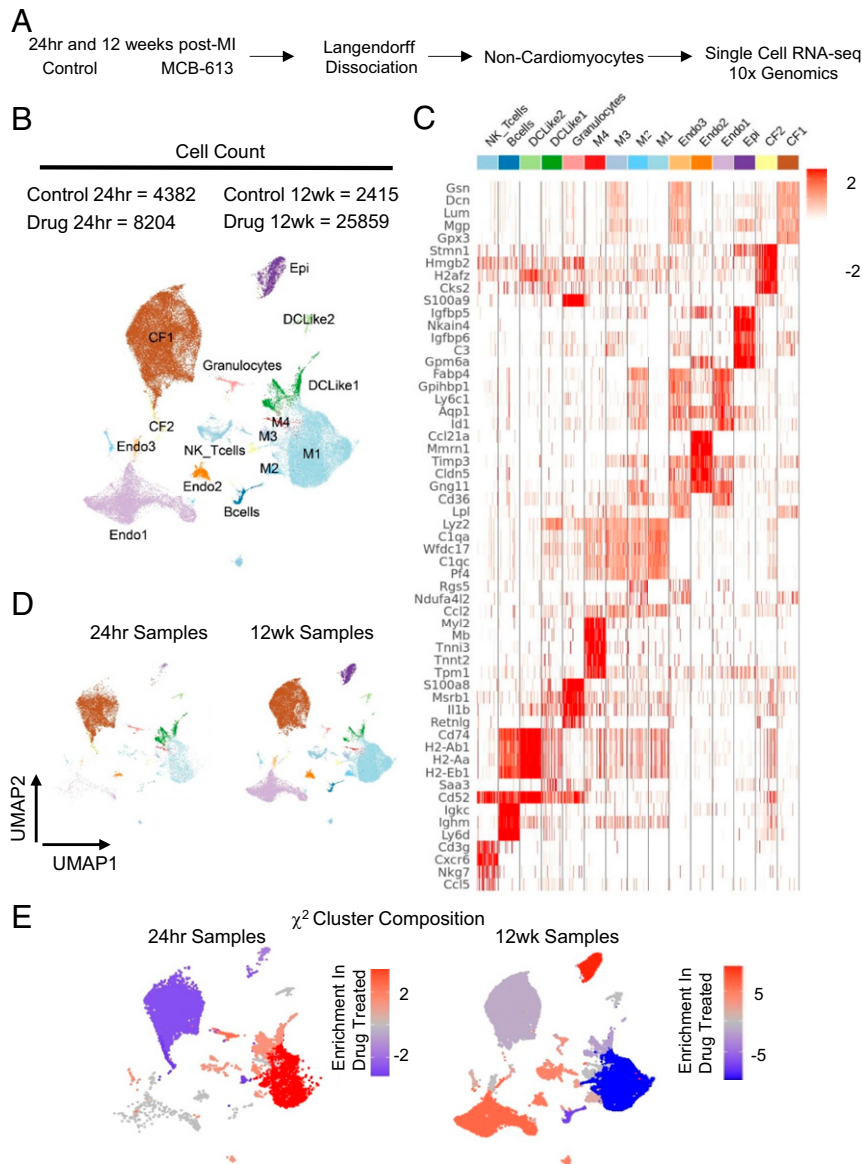 A
24hr and 12 weeks post-MI
Control MCB-613
Langendorff
Dissociation
Non-Cardiomyocytes
Single Cell RNA-seq
10x Genomics
B
Cell Count
Control 24hr = 4382 Control 12wk = 2415
Drug 24hr = 8204 Drug 12wk = 25859
Epi
CF1
DCLike2
Granulocytes
DCLike1
CF2
M4
Endo3
M3
NK_Tcells
M1
M2
Endo2
Bcells
Endo1
C
NK_Tcells
Bcells
DCLike2
DCLike1
Granulocytes
M4
M3
M2
M1
Endo3
Endo2
Endo1
Epi
CF2
CF1
2
-2
Gsn
Dcn
Lum
Mgp
Gpx3
Stmn1
Hmgb2
H2afz
Cks2
S100a9
Igfbp5
Nkain4
Igfbp6
C3
Gpm6a
Fabp4
Gpihbp1
Ly6c1
Aqp1
Id1
Ccl21a
Mmrn1
Timp3
Cldn5
Gng11
Cd36
Lpl
Lyz2
C1qa
Wfdc17
C1qc
Pf4
Rgs5
Ndufa4l2
Ccl2
Myl2
Mb
Tnni3
Tnnt2
Tpm1
S100a8
Msrb1
Il1b
Retnlg
Cd74
H2-Ab1
H2-Aa
H2-Eb1
Saa3
Cd52
Igkc
Ighm
Ly6d
Cd3g
Cxcr6
Nkg7
Ccl5
D
24hr Samples 12wk Samples
UMAP2
UMAP1
E
χ² Cluster Composition
24hr Samples 12wk Samples
Enrichment In
Drug Treated
2
-2
Enrichment In
Drug Treated
5
-5